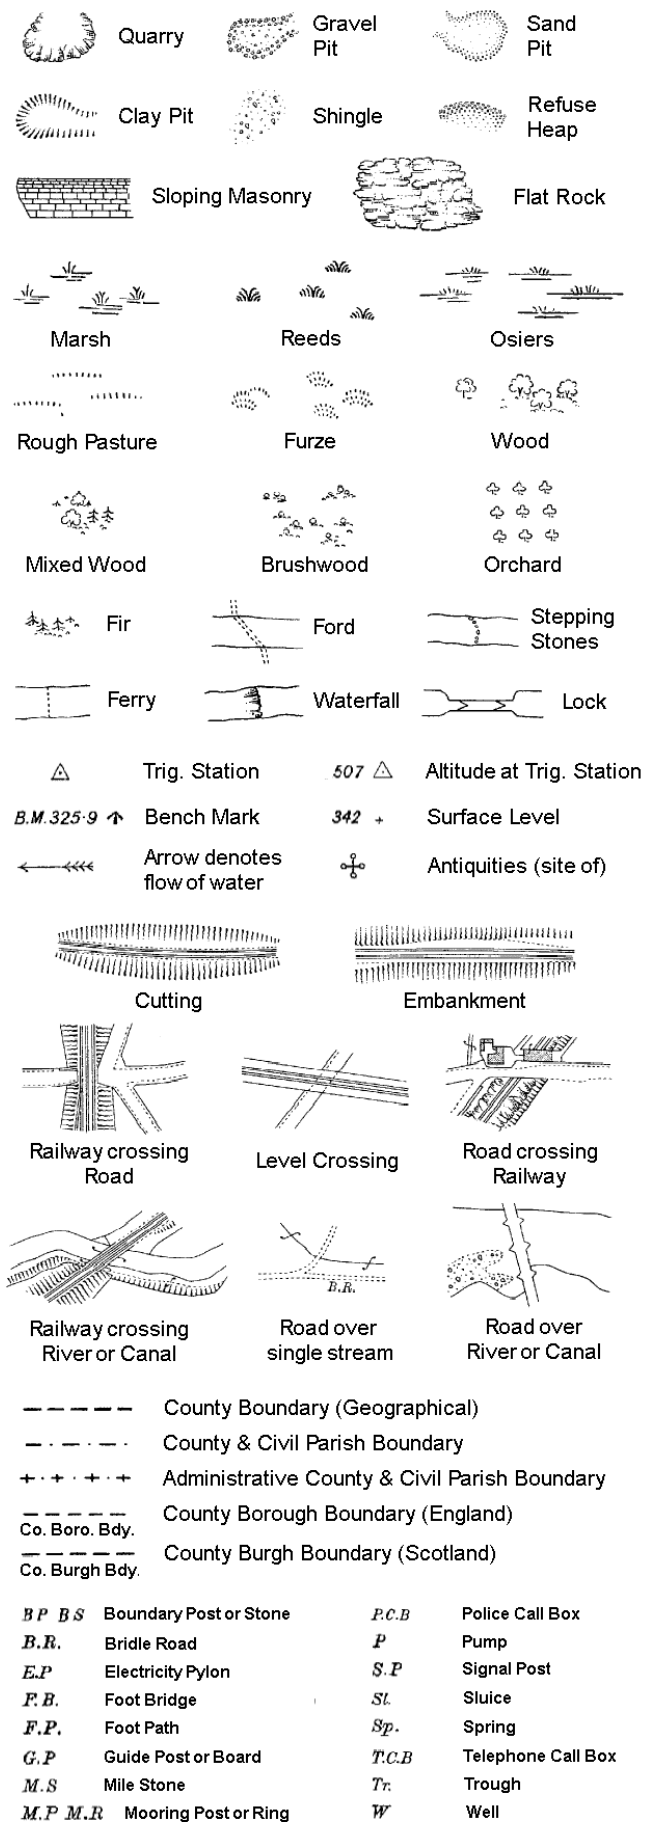 Quarry
Gravel
Pit
Sand
Pit
Clay Pit
Shingle
Refuse
Heap
Sloping Masonry
Flat Rock
Marsh
Reeds
Osiers
Rough Pasture
Furze
Wood
Mixed Wood
Brushwood
Orchard
Fir
Ford
Stepping
Stones
Ferry
Waterfall
Lock
Trig. Station
507
Altitude at Trig. Station
B.M. 325·9
Bench Mark
342
Surface Level
Arrow denotes
flow of water
Antiquities (site of)
Cutting
Embankment
Railway crossing
Road
Level Crossing
Road crossing
Railway
Railway crossing
River or Canal
B.R.
Road over
single stream
Road over
River or Canal
County Boundary (Geographical)
County & Civil Parish Boundary
Administrative County & Civil Parish Boundary
Co. Boro. Bdy.
County Borough Boundary (England)
Co. Burgh Bdy.
County Burgh Boundary (Scotland)
B P B S Boundary Post or Stone
B.R. Bridle Road
E.P Electricity Pylon
F.B. Foot Bridge
F.P. Foot Path
G.P Guide Post or Board
M.S Mile Stone
M.P M.R Mooring Post or Ring
P.C.B Police Call Box
P Pump
S.P Signal Post
Sl. Sluice
Sp. Spring
T.C.B Telephone Call Box
Tr. Trough
W Well